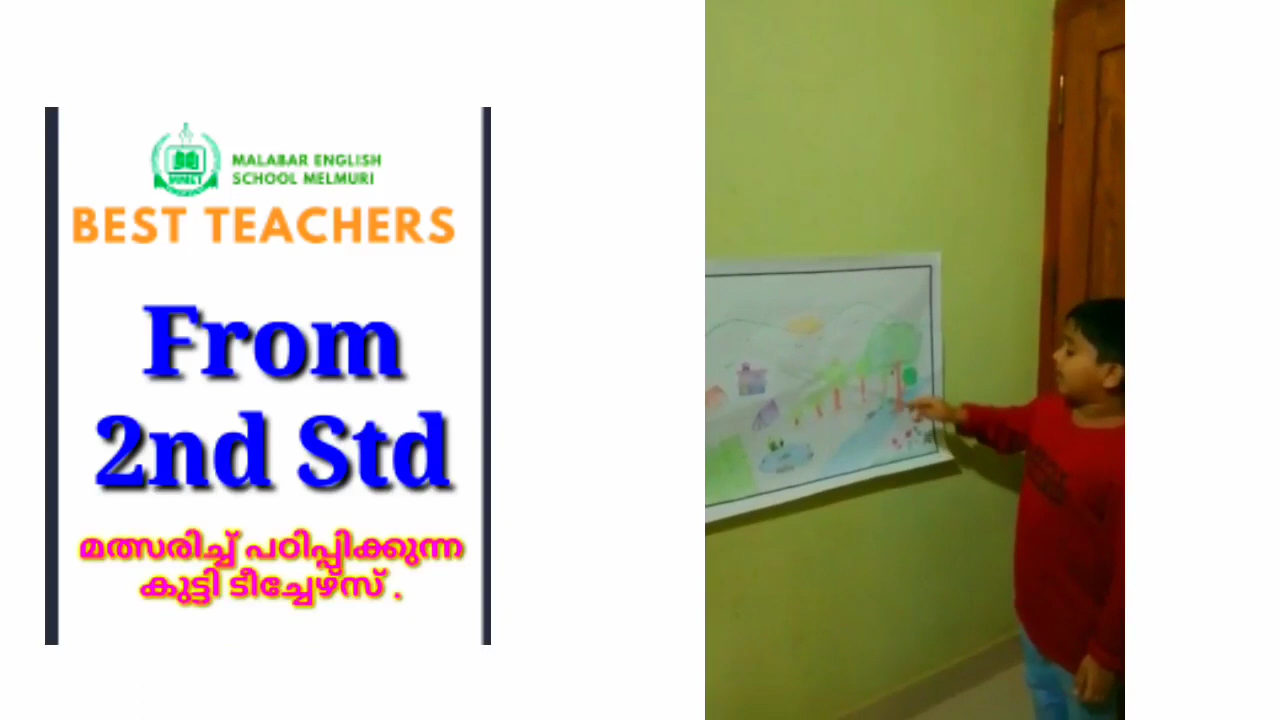 MALABAR ENGLISH
SCHOOL MELMURI
BEST TEACHERS
From
2nd Std
മത്സരിച്ച് പഠിപ്പിക്കുന്ന
കുട്ടി ടീച്ചേഴ്സ് .